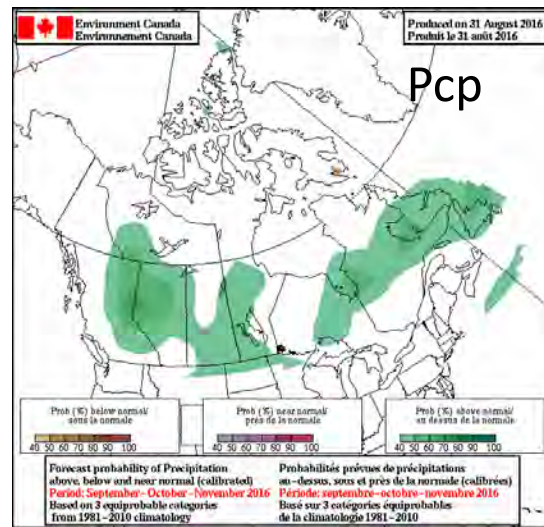 Environment Canada
Environnement Canada
Produced on 31 August 2016
Produit le 31 août 2016
Pcp
Prob (%) below normal/
sous la normale
40 50 60 70 80 90 100
Prob (%) near normal/
près de la normale
40 50 60 70 80 90 100
Prob (%) above normal/
au dessus de la normale
40 50 60 70 80 90 100
Forecast probability of Precipitation
above, below and near normal (calibrated)
Period: September-October-November 2016
Based on 3 equiprobable categories
from 1981-2010 climatology
Probabilités prévues de précipitations
au-dessus, sous et près de la normale (calibrées)
Période: septembre-octobre-novembre 2016
Basé sur 3 catégories équiprobables
de la climatologie 1981-2010